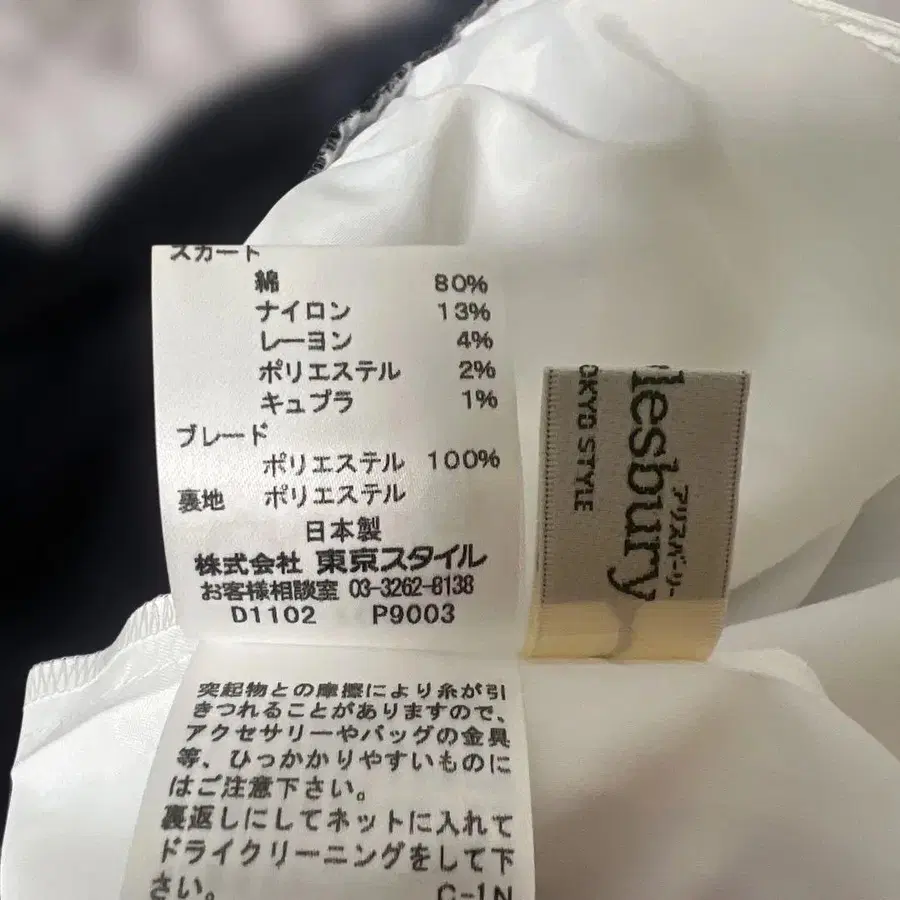 スカート
綿 80%
ナイロン 13%
レーヨン 4%
ポリエステル 2%
キュプラ 1%
ブレード
ポリエステル 100%
裏地 ポリエステル
日本製
株式会社 東京スタイル
お客様相談室 03-3262-8138
D1102 P9003
突起物との摩擦により糸が引
きつれることがありますので、
アクセサリーやバッグの金具
等、ひっかかりやすいものに
はご注意下さい。
裏返しにしてネットに入れて
ドライクリーニングをして下
さい。
C-1N
lesbury
アリスバーリー
OKYO STYLE